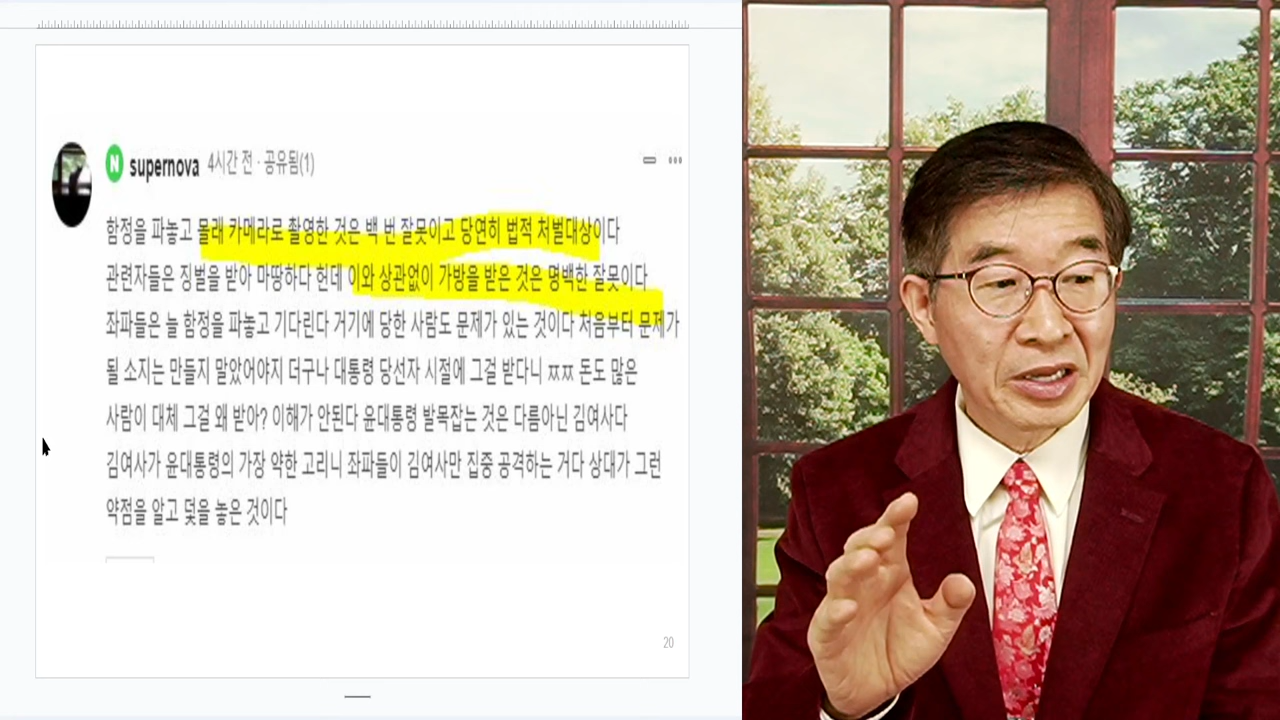 N supernova 4시간 전 · 공유됨(1)
함정을 파놓고 몰래 카메라로 촬영한 것은 백 번 잘못이고 당연히 법적 처벌대상이다
관련자들은 징벌을 받아 마땅하다 헌데 이와 상관없이 가방을 받은 것은 명백한 잘못이다
좌파들은 늘 함정을 파놓고 기다린다 거기에 당한 사람도 문제가 있는 것이다 처음부터 문제가
될 소지는 만들지 말았어야지 더구나 대통령 당선자 시절에 그걸 받다니 ㅉㅉ 돈도 많은
사람이 대체 그걸 왜 받아? 이해가 안된다 윤대통령 발목잡는 것은 다름아닌 김여사다
김여사가 윤대통령의 가장 약한 고리니 좌파들이 김여사만 집중 공격하는 거다 상대가 그런
약점을 알고 덫을 놓은 것이다
20